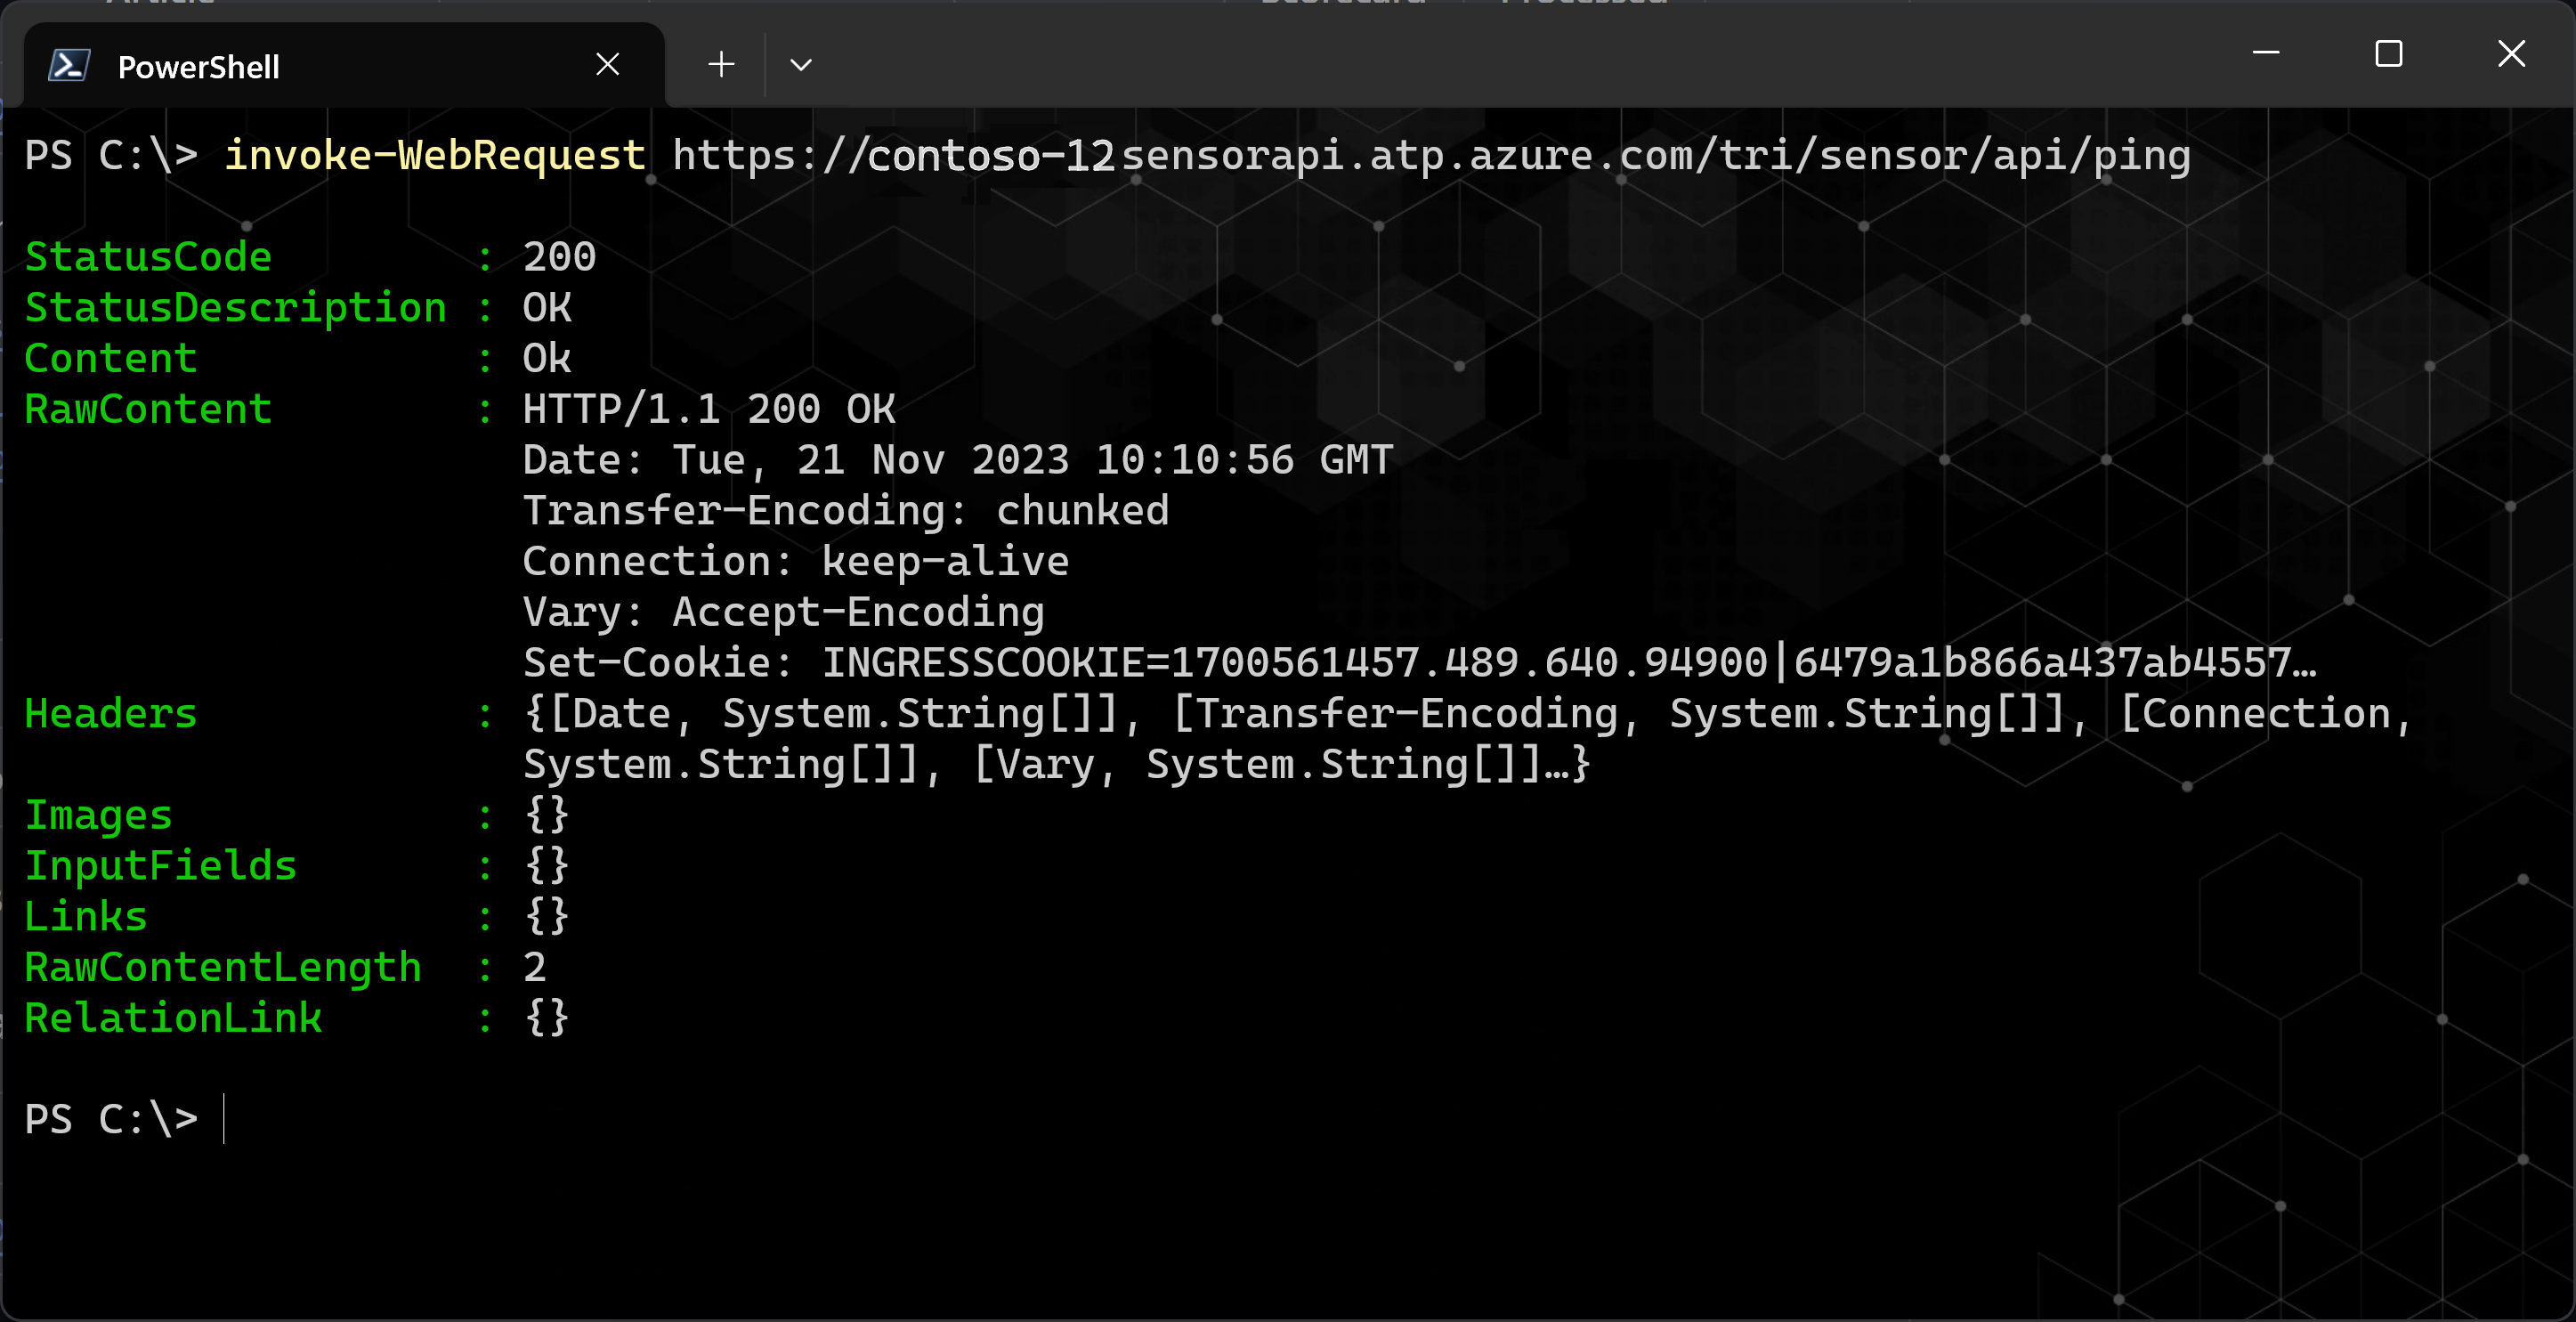 PowerShell
PS C:\> invoke-WebRequest https://contoso-12sensorapi.atp.azure.com/tri/sensor/api/ping
StatusCode : 200
StatusDescription : OK
Content : Ok
RawContent : HTTP/1.1 200 OK
Date: Tue, 21 Nov 2023 10:10:56 GMT
Transfer-Encoding: chunked
Connection: keep-alive
Vary: Accept-Encoding
Set-Cookie: INGRESSCOOKIE=1700561457.489.640.94900|6479a1b866a437ab4557…
Headers : {[Date, System.String[]], [Transfer-Encoding, System.String[]], [Connection,
System.String[]], [Vary, System.String[]]…}
Images : {}
InputFields : {}
Links : {}
RawContentLength : 2
RelationLink : {}
PS C:\>